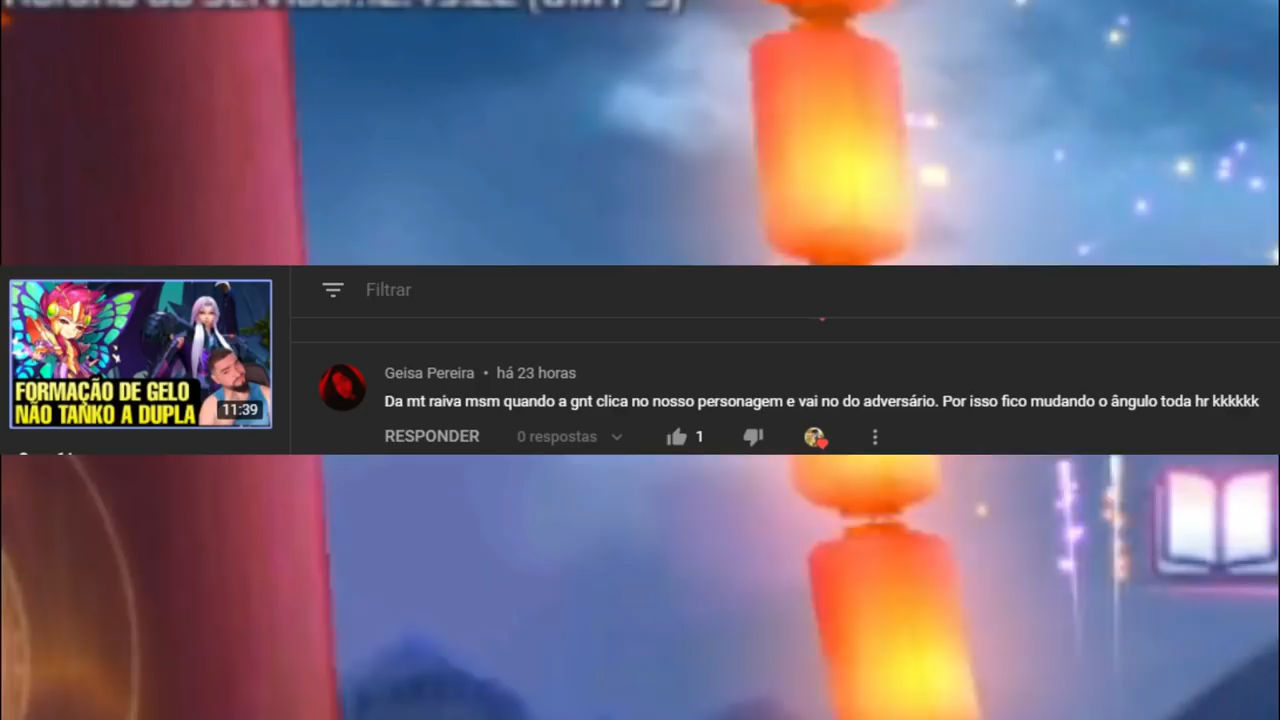 Filtrar
FORMAÇÃO DE GELO
NÃO TANKO A DUPLA
11:39
Geisa Pereira • há 23 horas
Da mt raiva msm quando a gnt clica no nosso personagem e vai no do adversário. Por isso fico mudando o ângulo toda hr kkkkkk
RESPONDER 0 respostas 1